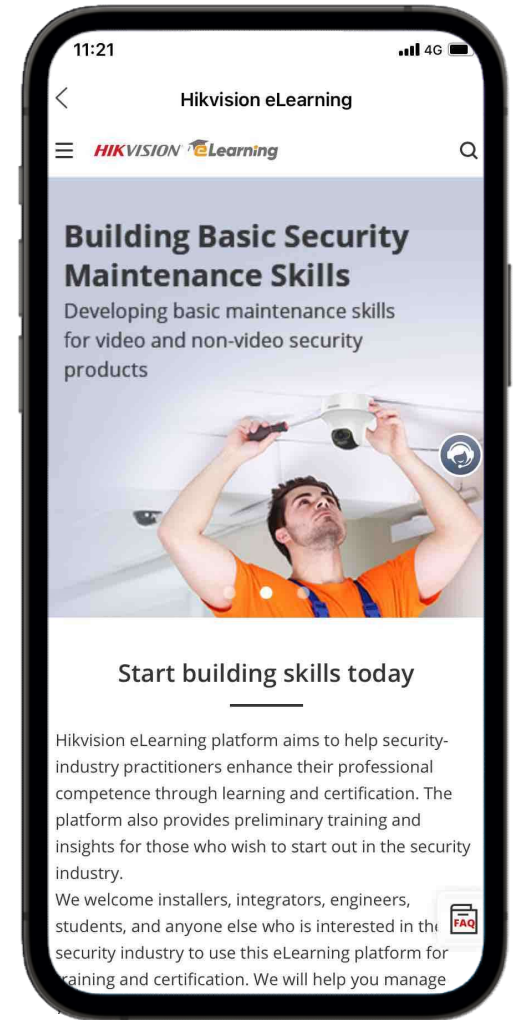 11:21
4G
Hikvision eLearning
HIKVISION eLearning
Building Basic Security
Maintenance Skills
Developing basic maintenance skills
for video and non-video security
products
Start building skills today
Hikvision eLearning platform aims to help security-
industry practitioners enhance their professional
competence through learning and certification. The
platform also provides preliminary training and
insights for those who wish to start out in the security
industry.
We welcome installers, integrators, engineers,
students, and anyone else who is interested in the
FAQ
security industry to use this eLearning platform for
training and certification. We will help you manage